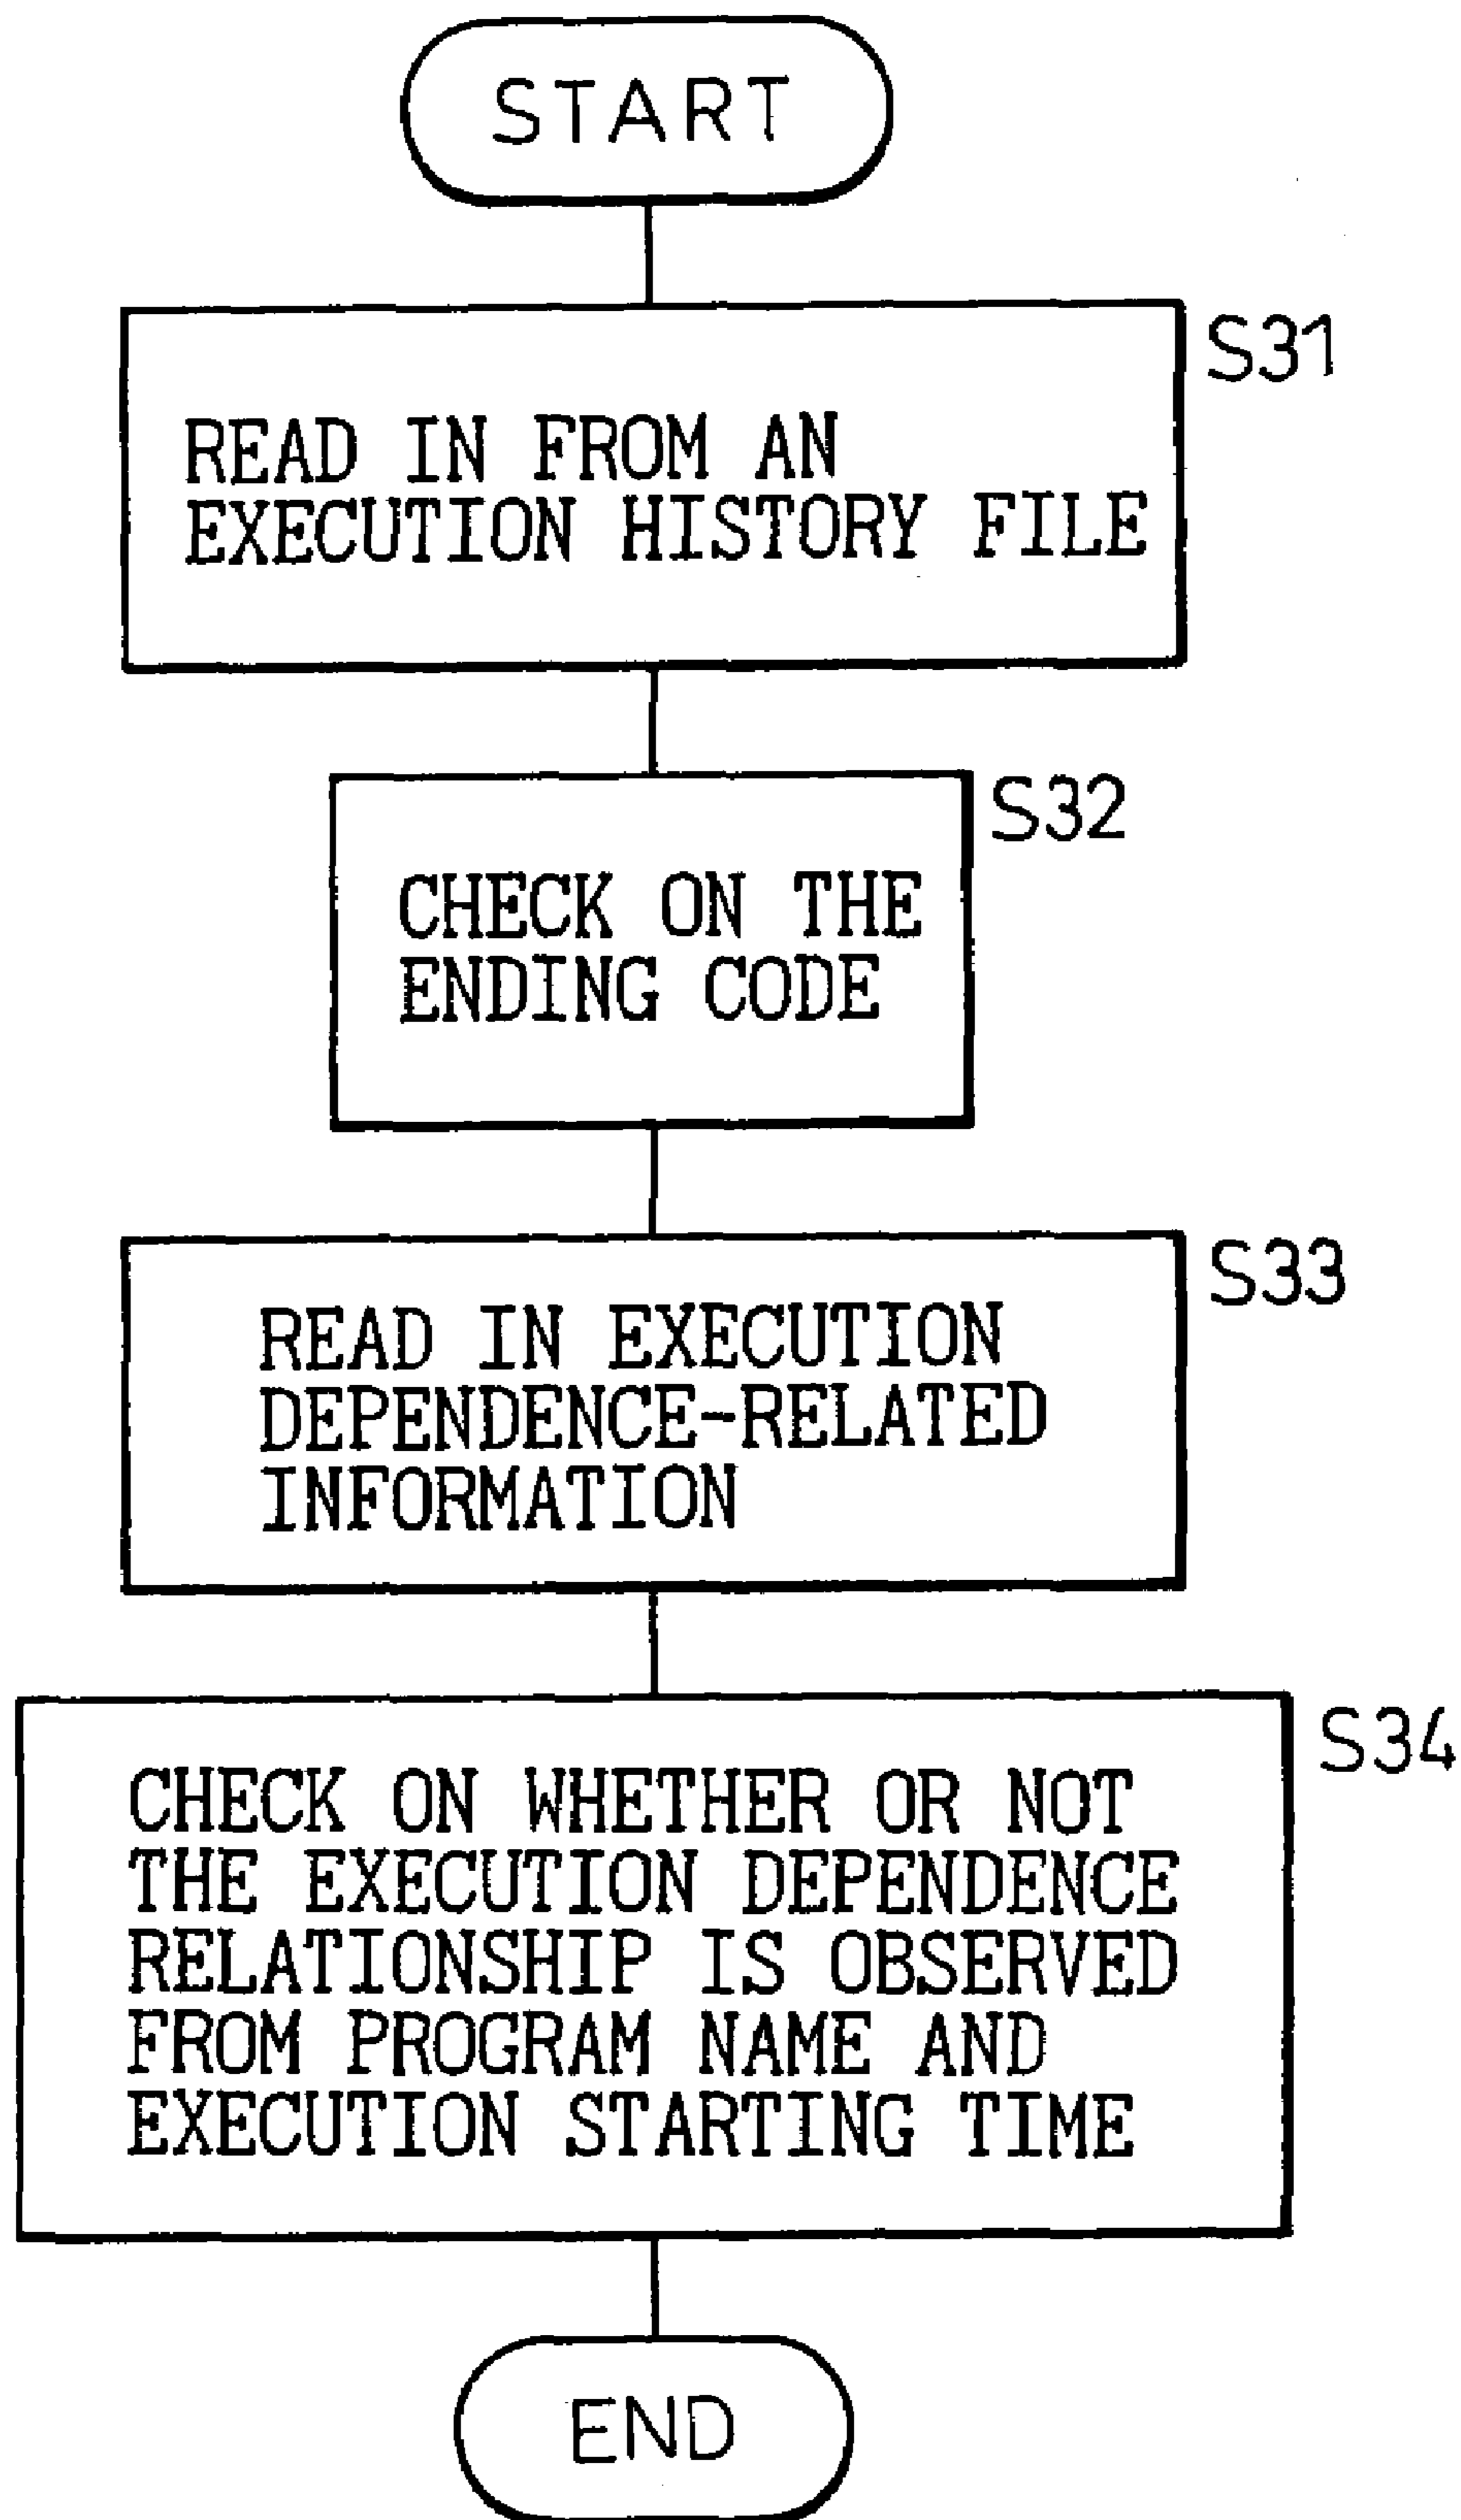 START
S31
READ IN FROM AN
EXECUTION HISTORY FILE
S32
CHECK ON THE
ENDING CODE
S33
READ IN EXECUTION
DEPENDENCE-RELATED
INFORMATION
S34
CHECK ON WHETHER OR NOT
THE EXECUTION DEPENDENCE
RELATIONSHIP IS OBSERVED
FROM PROGRAM NAME AND
EXECUTION STARTING TIME
END